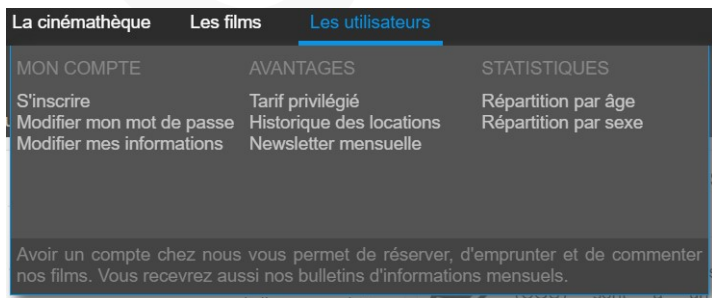 La cinémathèque Les films Les utilisateurs
MON COMPTE AVANTAGES STATISTIQUES
S'inscrire Tarif privilégié Répartition par âge
Modifier mon mot de passe Historique des locations Répartition par sexe
Modifier mes informations Newsletter mensuelle
Avoir un compte chez nous vous permet de réserver, d'emprunter et de commenter
nos films. Vous recevrez aussi nos bulletins d'informations mensuels.